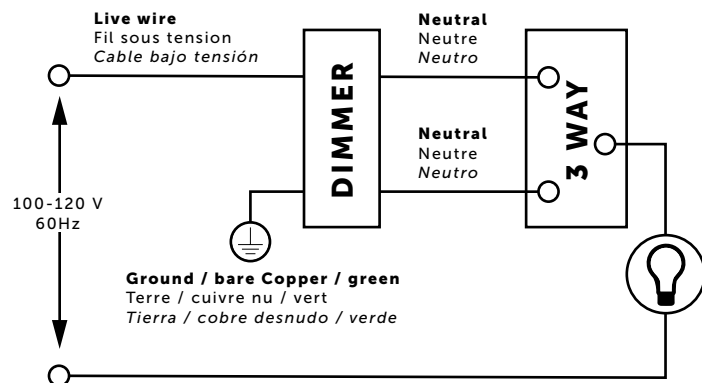 Live wire
Fil sous tension
Cable bajo tensión
Neutral
Neutre
Neutro
DIMMER
3 WAY
Neutral
Neutre
Neutro
100-120 V
60Hz
Ground / bare Copper / green
Terre / cuivre nu / vert
Tierra / cobre desnudo / verde